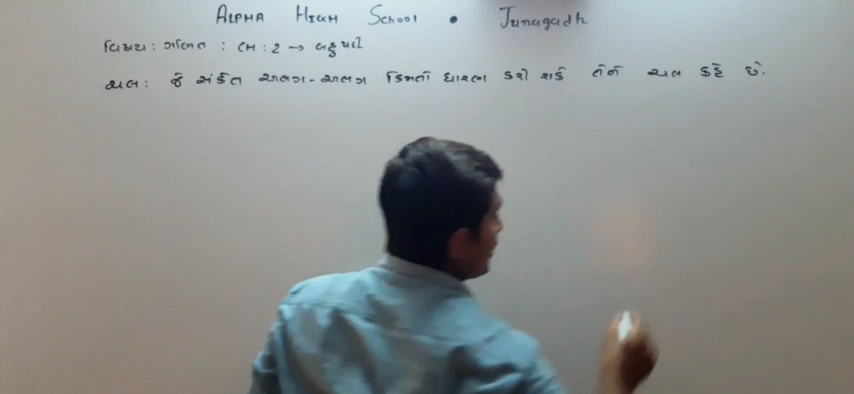 ALPHA HIGH SCHOOL • Junagadh
વિષય : ગણિત : CH : 2 → બહુપદી
ચલ : જે સંકેત અલગ-અલગ કિંમતો ધારણ કરી શકે તેને ચલ કહે છે.